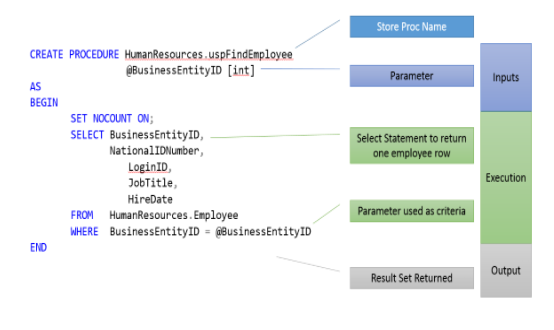 Store Proc Name
CREATE PROCEDURE HumanResources.uspFindEmployee
@BusinessEntityID [int]
Parameter
Inputs
AS
BEGIN
SET NOCOUNT ON;
SELECT BusinessEntityID,
NationalIDNumber,
LoginID,
JobTitle,
HireDate
Select Statement to return
one employee row
Execution
FROM HumanResources.Employee
WHERE BusinessEntityID = @BusinessEntityID
Parameter used as criteria
END
Result Set Returned
Output